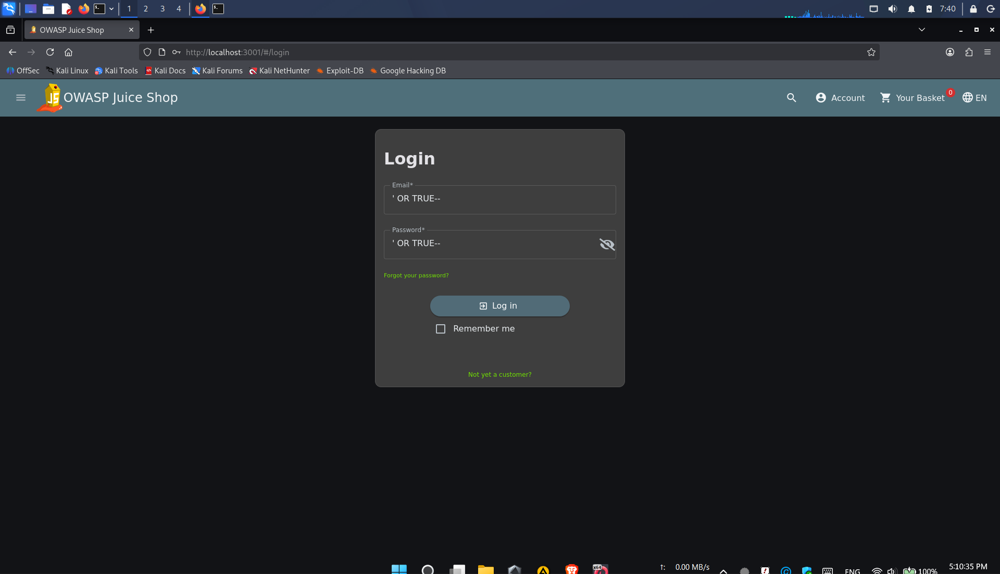 1 2 3 4 7:40
OWASP Juice Shop
http://localhost:3001/#/login
OffSec Kali Linux Kali Tools Kali Docs Kali Forums Kali NetHunter Exploit-DB Google Hacking DB
OWASP Juice Shop Account Your Basket 0 EN
Login
Email*
' OR TRUE--
Password*
' OR TRUE--
Forgot your password?
Log in
Remember me
Not yet a customer?
↑: 0.00 MB/s ENG 100% 5:10:35 PM